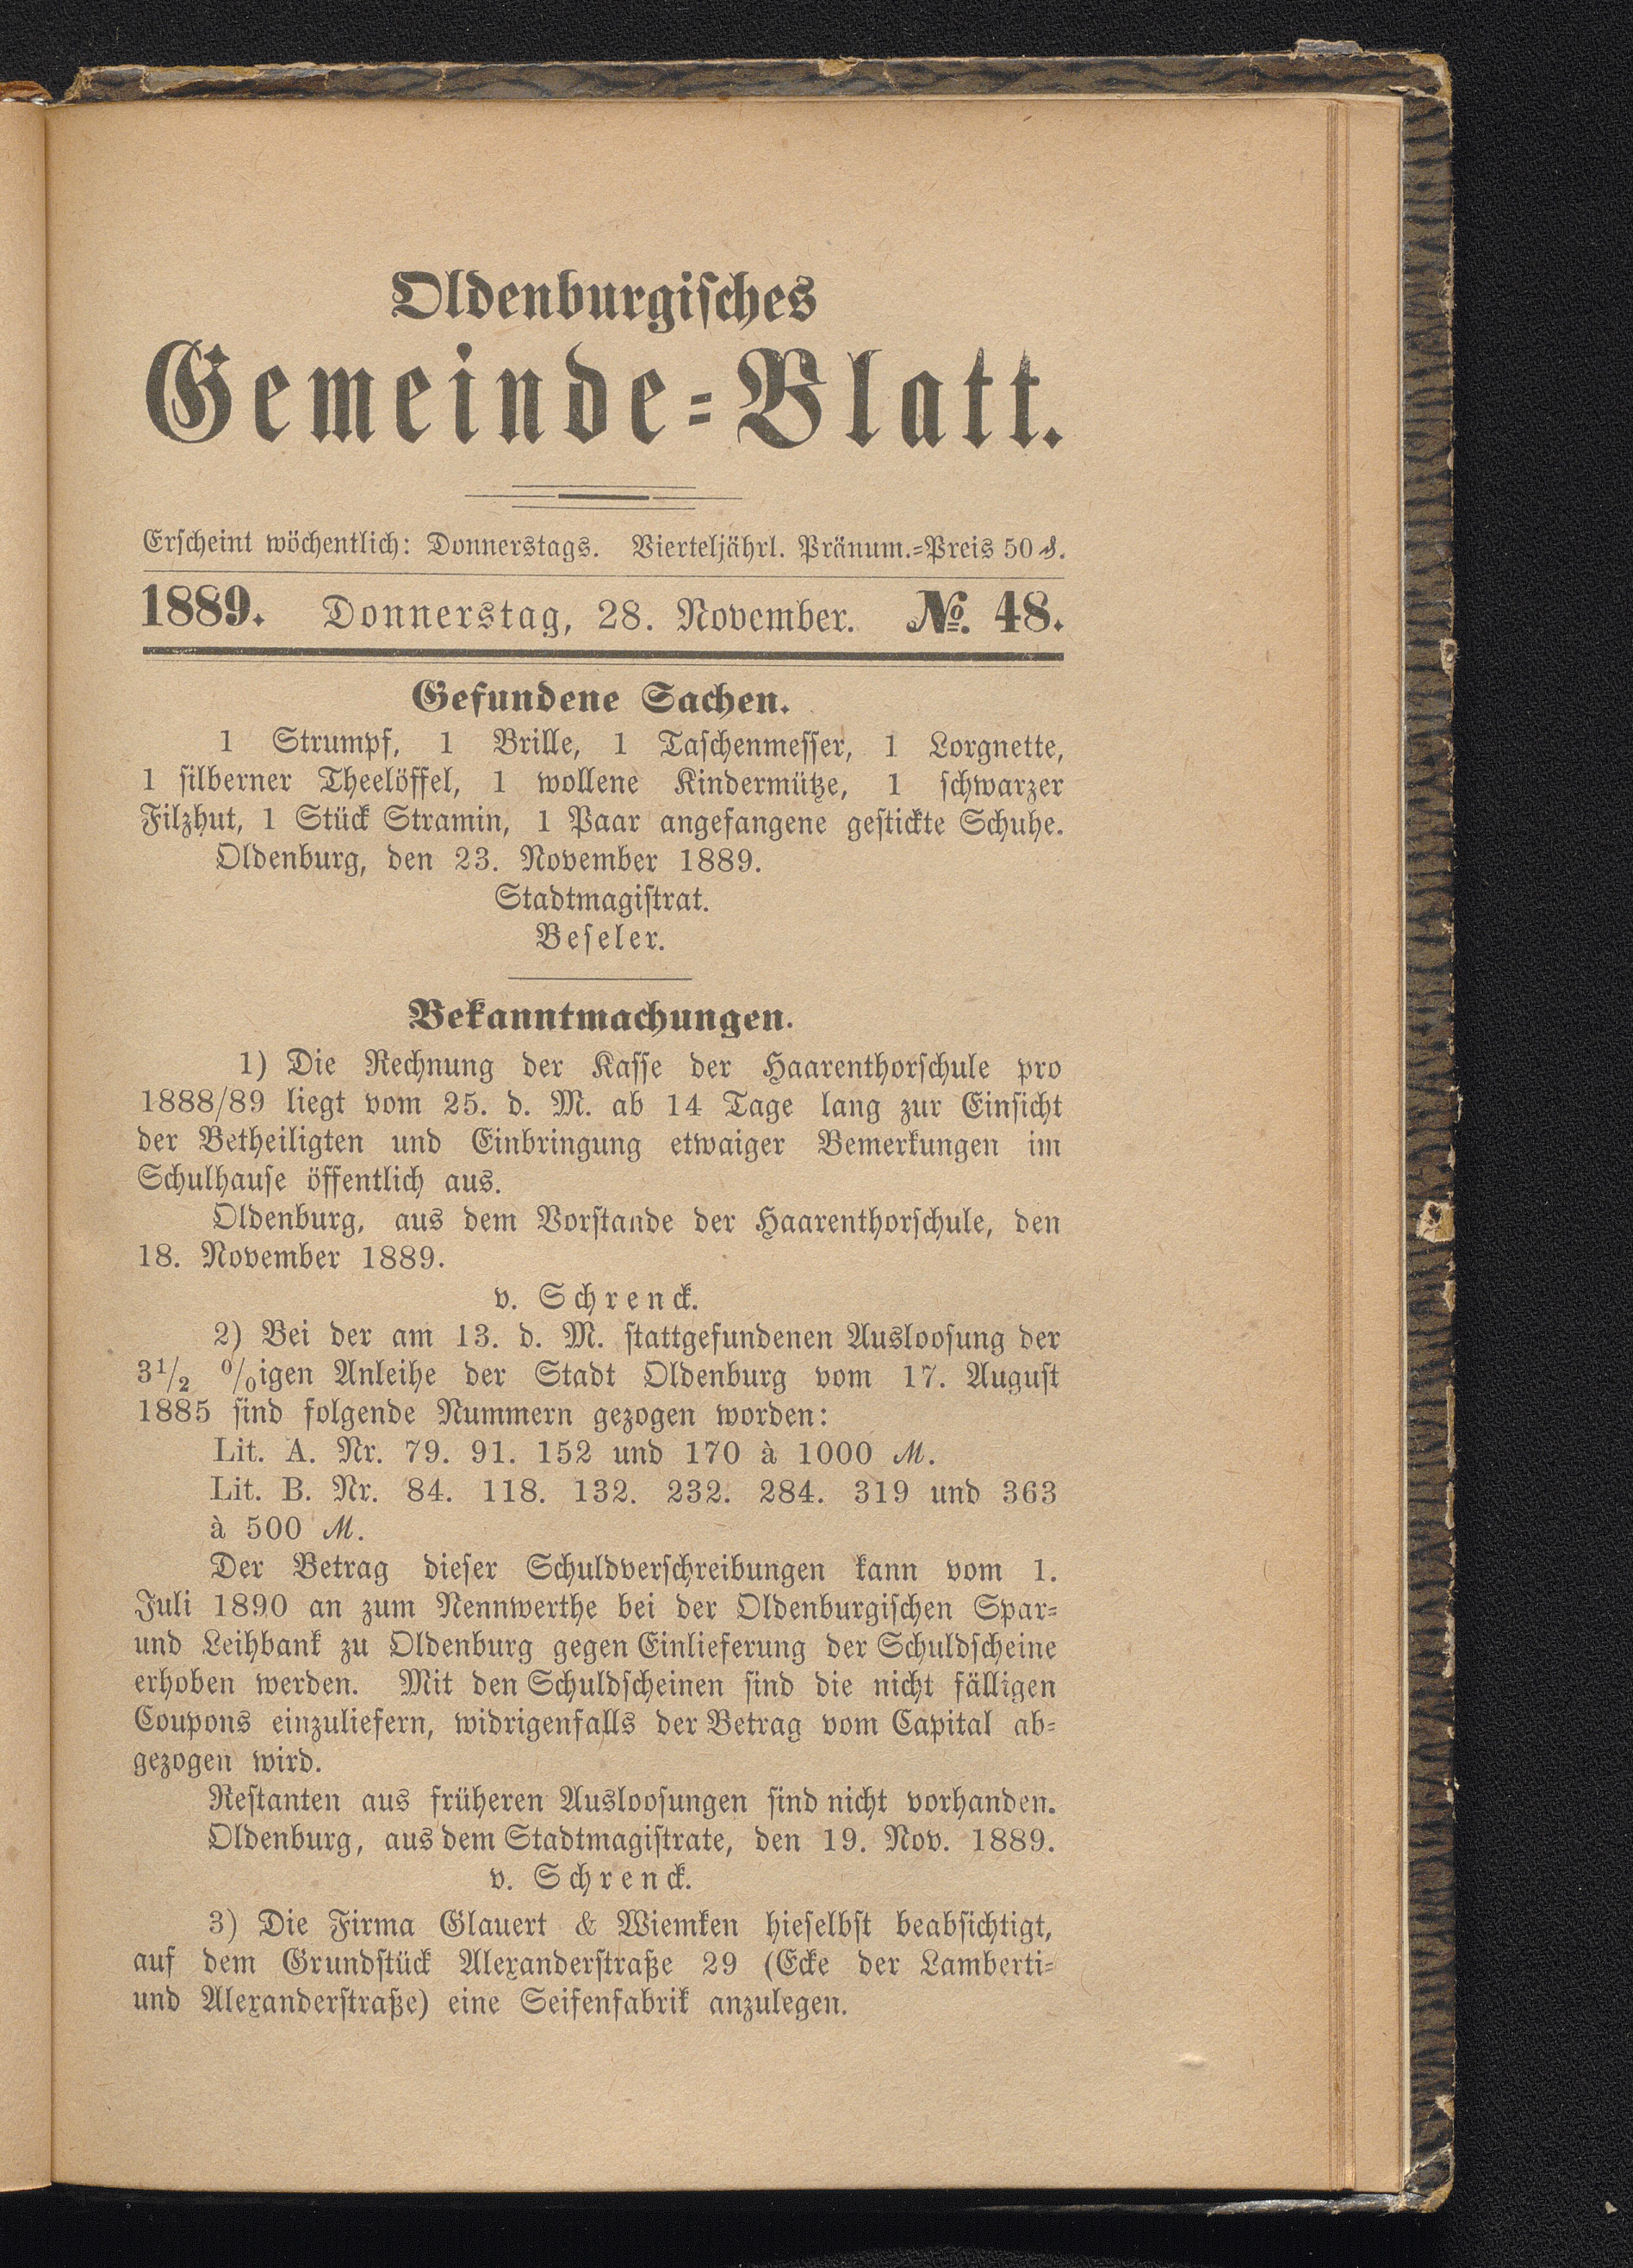 Oldenburgisches
Gemeinde-Blatt.
Erscheint wöchentlich: Donnerstags. Vierteljährl. Pränum.-Preis 50 ₰.
1889. Donnerstag, 28. November. №. 48.
Gefundene Sachen.
1 Strumpf, 1 Brille, 1 Taschenmesser, 1 Lorgnette,
1 silberner Theelöffel, 1 wollene Kindermütze, 1 schwarzer
Filzhut, 1 Stück Stramin, 1 Paar angefangene gestickte Schuhe.
Oldenburg, den 23. November 1889.
Stadtmagistrat.
Beseler.
Bekanntmachungen.
1) Die Rechnung der Kasse der Haarenthorschule pro
1888/89 liegt vom 25. d. M. ab 14 Tage lang zur Einsicht
der Betheiligten und Einbringung etwaiger Bemerkungen im
Schulhause öffentlich aus.
Oldenburg, aus dem Vorstande der Haarenthorschule, den
18. November 1889.
v. Schrenck.
2) Bei der am 13. d. M. stattgefundenen Ausloosung der
3½ %igen Anleihe der Stadt Oldenburg vom 17. August
1885 sind folgende Nummern gezogen worden:
Lit. A. Nr. 79. 91. 152 und 170 à 1000 ℳ.
Lit. B. Nr. 84. 118. 132. 232. 284. 319 und 363
à 500 ℳ.
Der Betrag dieser Schuldverschreibungen kann vom 1.
Juli 1890 an zum Nennwerthe bei der Oldenburgischen Spar-
und Leihbank zu Oldenburg gegen Einlieferung der Schuldscheine
erhoben werden. Mit den Schuldscheinen sind die nicht fälligen
Coupons einzuliefern, widrigenfalls der Betrag vom Capital ab-
gezogen wird.
Restanten aus früheren Ausloosungen sind nicht vorhanden.
Oldenburg, aus dem Stadtmagistrate, den 19. Nov. 1889.
v. Schrenck.
3) Die Firma Glauert & Wiemken hieselbst beabsichtigt,
auf dem Grundstück Alexanderstraße 29 (Ecke der Lamberti-
und Alexanderstraße) eine Seifenfabrik anzulegen.